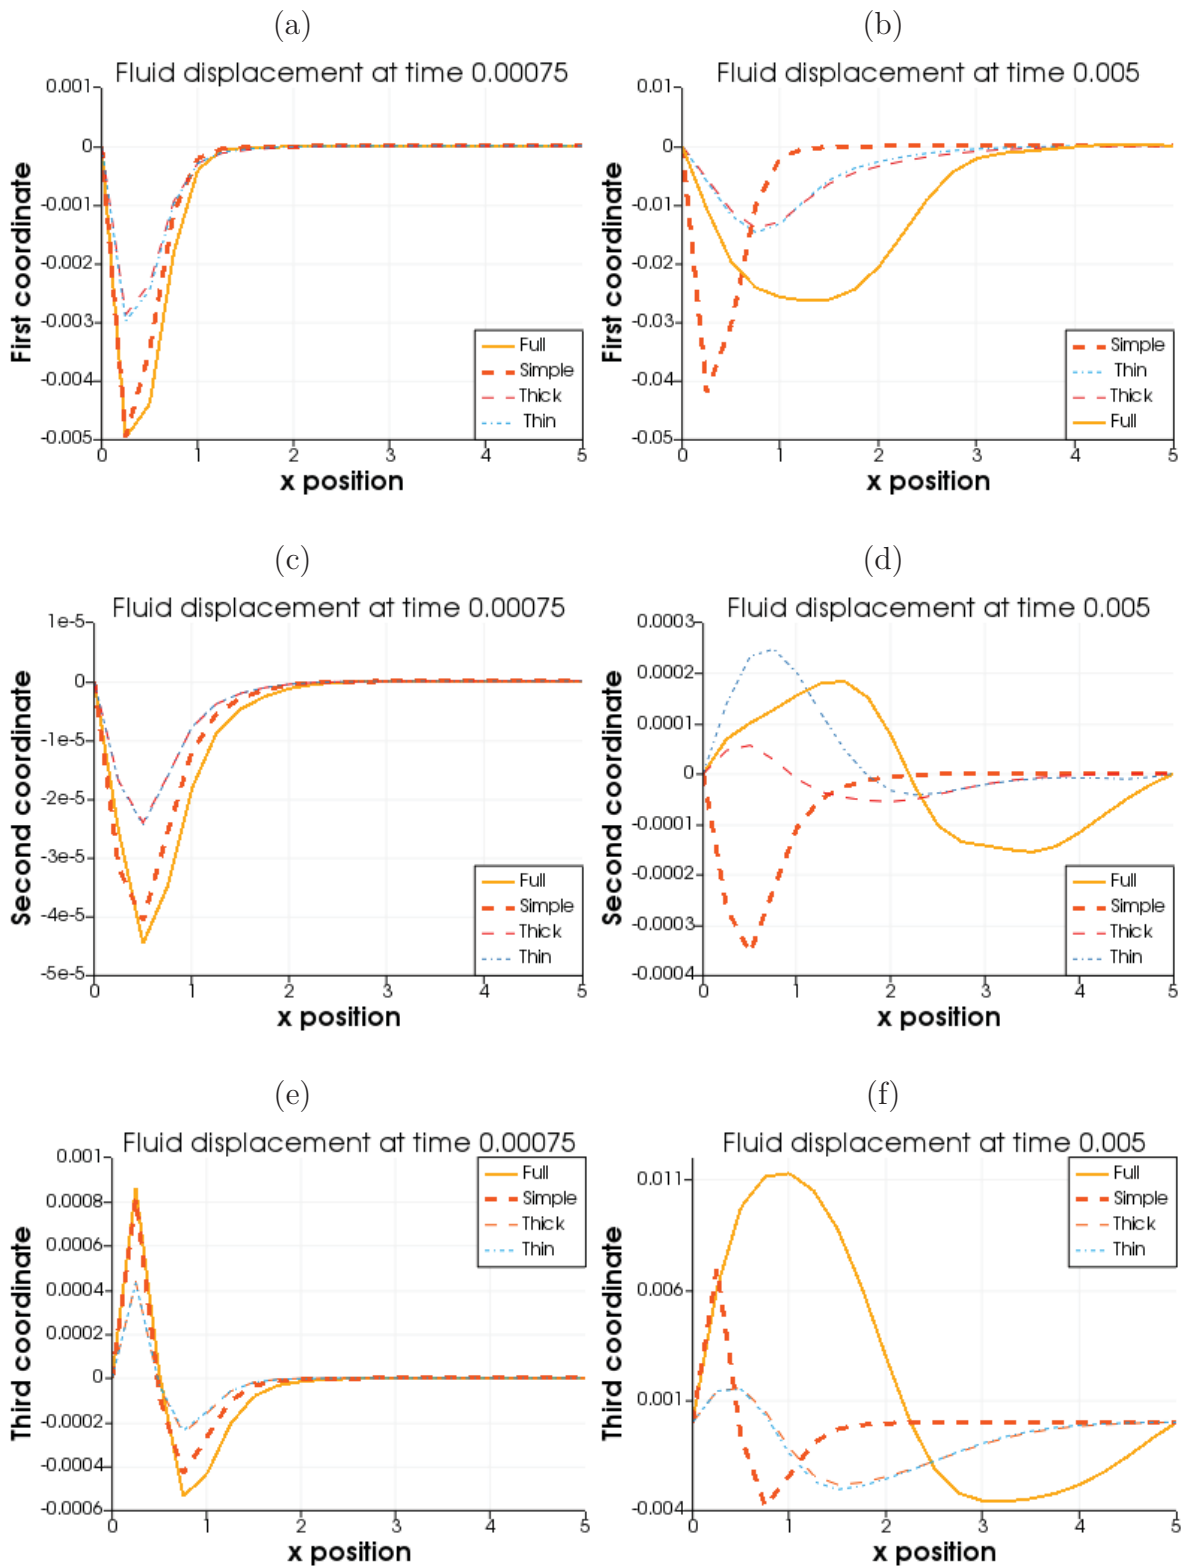 (a)
Fluid displacement at time 0.00075
0.001
0
-0.001
-0.002
-0.003
-0.004
-0.005
First coordinate
Full
Simple
Thick
Thin
0 1 2 3 4 5
x position
(b)
Fluid displacement at time 0.005
0.01
0
-0.01
-0.02
-0.03
-0.04
-0.05
First coordinate
Simple
Thin
Thick
Full
0 1 2 3 4 5
x position
(c)
Fluid displacement at time 0.00075
1e-5
0
-1e-5
-2e-5
-3e-5
-4e-5
-5e-5
Second coordinate
Full
Simple
Thick
Thin
0 1 2 3 4 5
x position
(d)
Fluid displacement at time 0.005
0.0003
0.0002
0.0001
0
-0.0001
-0.0002
-0.0003
-0.0004
Second coordinate
Full
Simple
Thick
Thin
0 1 2 3 4 5
x position
(e)
Fluid displacement at time 0.00075
0.001
0.0008
0.0006
0.0004
0.0002
0
-0.0002
-0.0004
-0.0006
Third coordinate
Full
Simple
Thick
Thin
0 1 2 3 4 5
x position
(f)
Fluid displacement at time 0.005
0.011
0.006
0.001
-0.004
Third coordinate
Full
Simple
Thick
Thin
0 1 2 3 4 5
x position